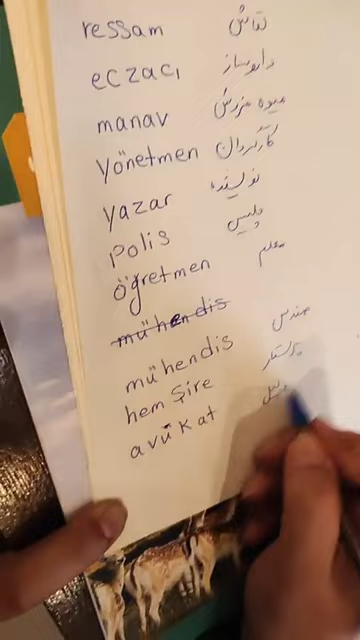 ressam نقاش
eczacı داروساز
manav میوه فروش
yönetmen کارگردان
yazar نویسنده
polis پلیس
öğretmen معلم
mühendis
mühendis مهندس
hemşire پرستار
avukat